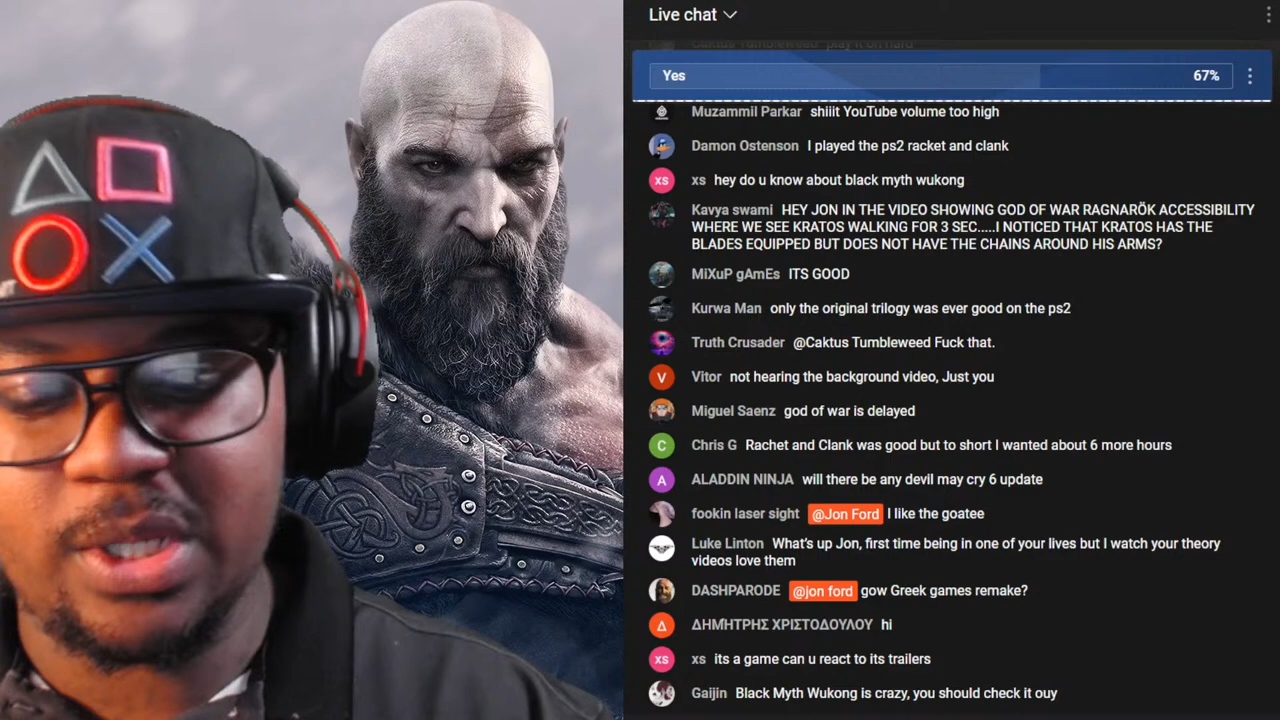 Live chat
Caktus Tumbleweed play it on hard
Yes 67%
Muzammil Parkar shiiit YouTube volume too high
Damon Ostenson I played the ps2 racket and clank
XS xs hey do u know about black myth wukong
Kavya swami HEY JON IN THE VIDEO SHOWING GOD OF WAR RAGNARÖK ACCESSIBILITY
WHERE WE SEE KRATOS WALKING FOR 3 SEC.....I NOTICED THAT KRATOS HAS THE
BLADES EQUIPPED BUT DOES NOT HAVE THE CHAINS AROUND HIS ARMS?
MiXuP gAmEs ITS GOOD
Kurwa Man only the original trilogy was ever good on the ps2
Truth Crusader @Caktus Tumbleweed Fuck that.
V Vitor not hearing the background video, Just you
Miguel Saenz god of war is delayed
C Chris G Rachet and Clank was good but to short I wanted about 6 more hours
A ALADDIN NINJA will there be any devil may cry 6 update
fookin laser sight @Jon Ford I like the goatee
Luke Linton What's up Jon, first time being in one of your lives but I watch your theory
videos love them
DASHPARODE @jon ford gow Greek games remake?
Δ ΔΗΜΉΤΡΗΣ ΧΡΙΣΤΟΔΟΥΛΟΥ hi
XS xs its a game can u react to its trailers
Gaijin Black Myth Wukong is crazy, you should check it ouy